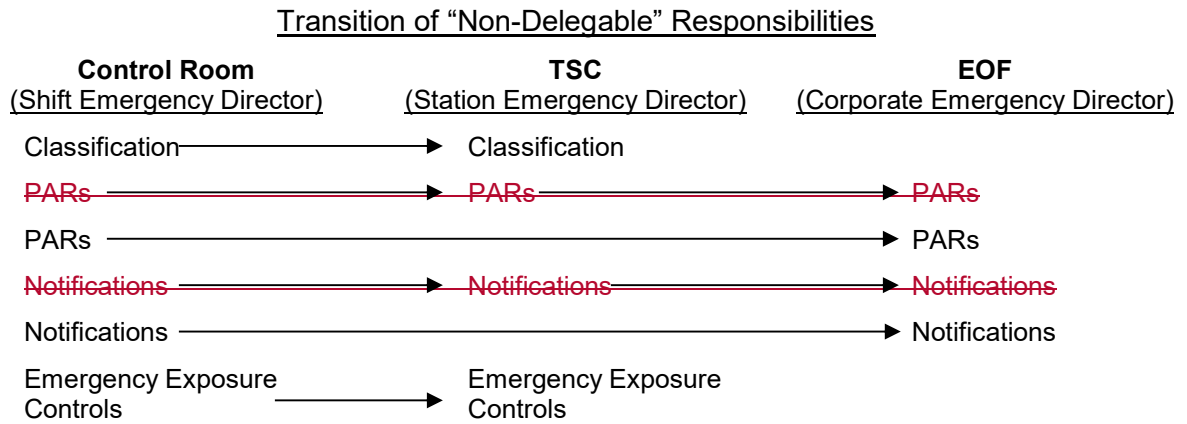 Transition of “Non-Delegable” Responsibilities
Control Room TSC EOF
(Shift Emergency Director) (Station Emergency Director) (Corporate Emergency Director)
Classification Classification
PARs PARs PARs
PARs PARs
Notifications Notifications Notifications
Notifications Notifications
Emergency Exposure Emergency Exposure
Controls Controls